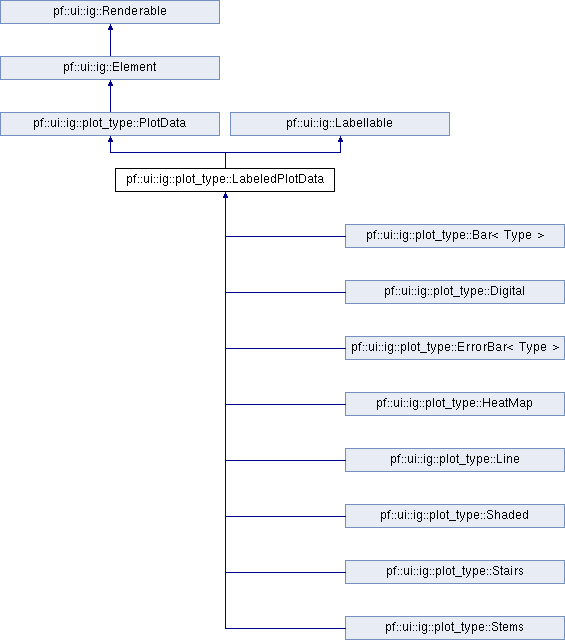 pf::ui::ig::Renderable
pf::ui::ig::Element
pf::ui::ig::plot_type::PlotData
pf::ui::ig::Labellable
pf::ui::ig::plot_type::LabeledPlotData
pf::ui::ig::plot_type::Bar< Type >
pf::ui::ig::plot_type::Digital
pf::ui::ig::plot_type::ErrorBar< Type >
pf::ui::ig::plot_type::HeatMap
pf::ui::ig::plot_type::Line
pf::ui::ig::plot_type::Shaded
pf::ui::ig::plot_type::Stairs
pf::ui::ig::plot_type::Stems